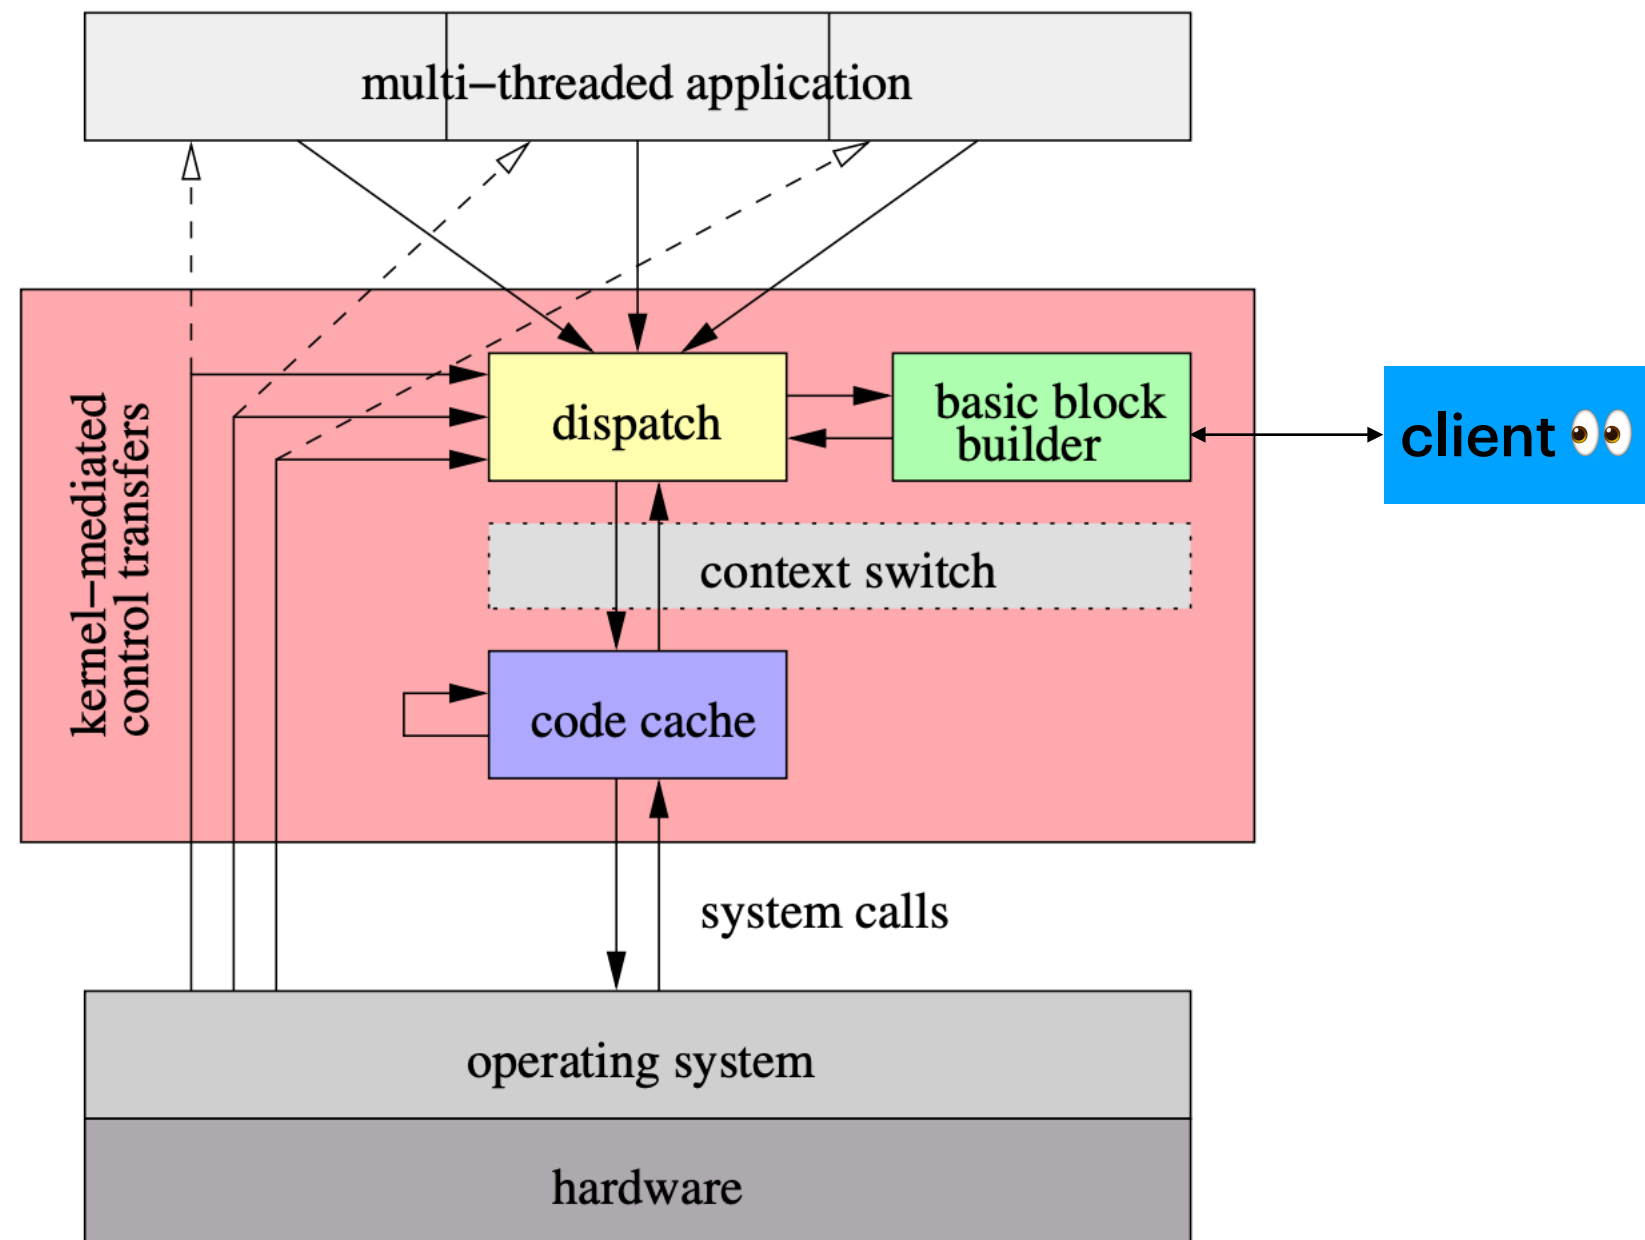 multi−threaded application
kernel−mediated
control transfers
dispatch
basic block
builder
client 👀
context switch
code cache
system calls
operating system
hardware